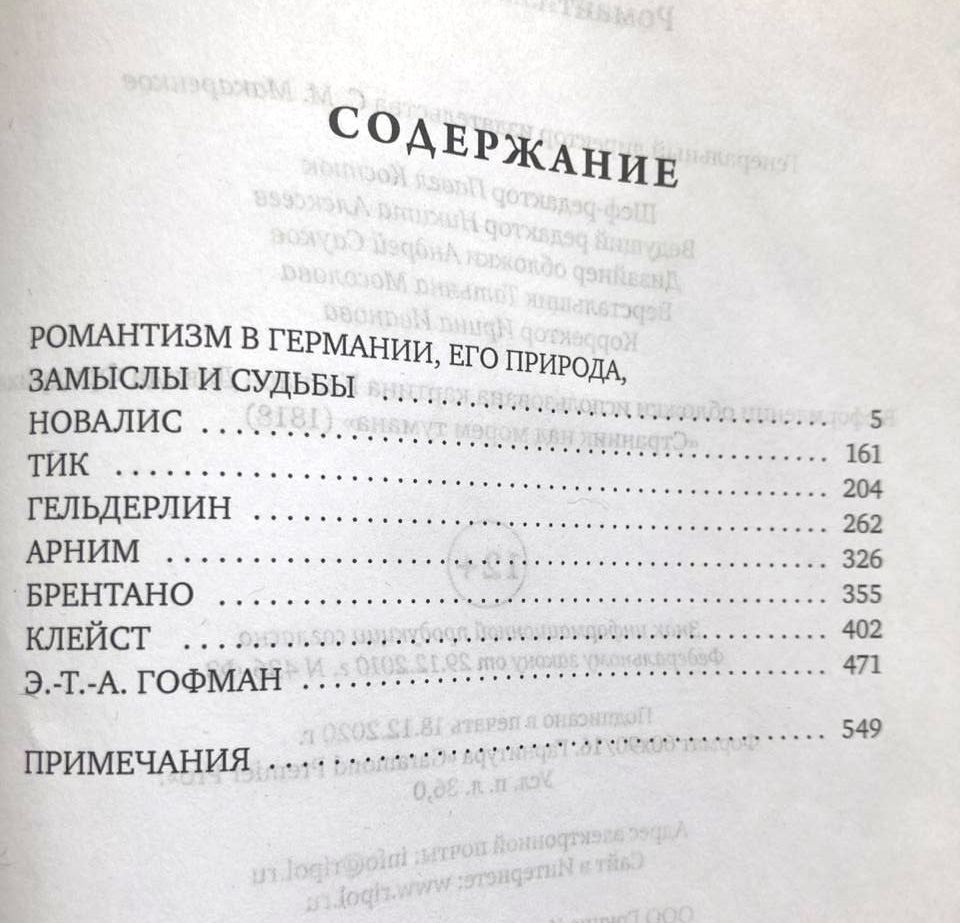 СОДЕРЖАНИЕ
РОМАНТИЗМ В ГЕРМАНИИ, ЕГО ПРИРОДА,
ЗАМЫСЛЫ И СУДЬБЫ 5
НОВАЛИС 161
ТИК 204
ГЕЛЬДЕРЛИН 262
АРНИМ 326
БРЕНТАНО 355
КЛЕЙСТ 402
Э.-Т.-А. ГОФМАН 471
ПРИМЕЧАНИЯ 549